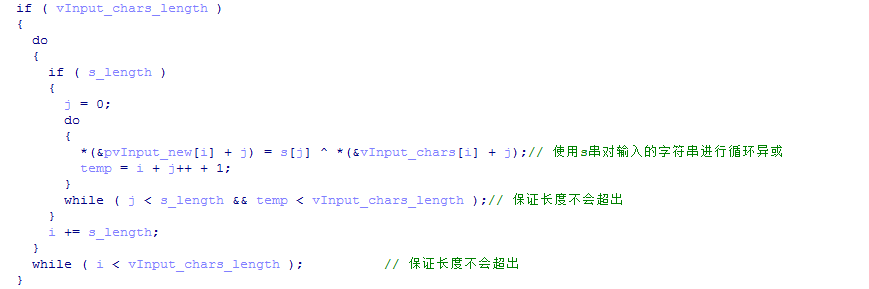 if ( vInput_chars_length )
{
do
{
if ( s_length )
{
j = 0;
do
{
*(&pvInput_new[i] + j) = s[j] ^ *(&vInput_chars[i] + j);// 使用s串对输入的字符串进行循环异或
temp = i + j++ + 1;
}
while ( j < s_length && temp < vInput_chars_length );// 保证长度不会超出
}
i += s_length;
}
while ( i < vInput_chars_length ); // 保证长度不会超出
}